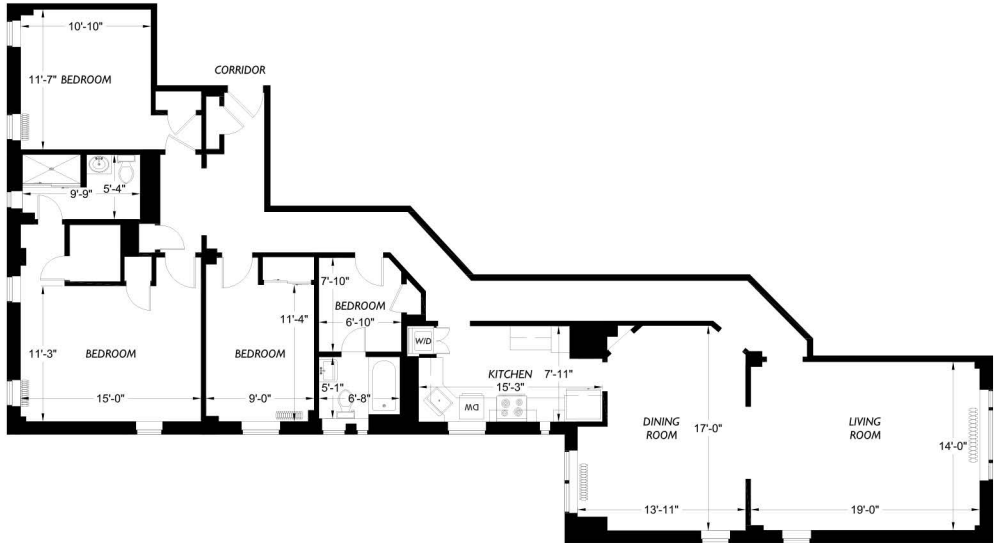 10'-10"
CORRIDOR
11'-7" BEDROOM
5'-4"
9'-9"
7'-10"
BEDROOM
6'-10"
11'-4"
11'-3"
BEDROOM
BEDROOM
15'-0"
9'-0"
5'-1"
6'-8"
W/D
KITCHEN
15'-3"
7'-11"
DW
DINING
ROOM
17'-0"
13'-11"
LIVING
ROOM
14'-0"
19'-0"